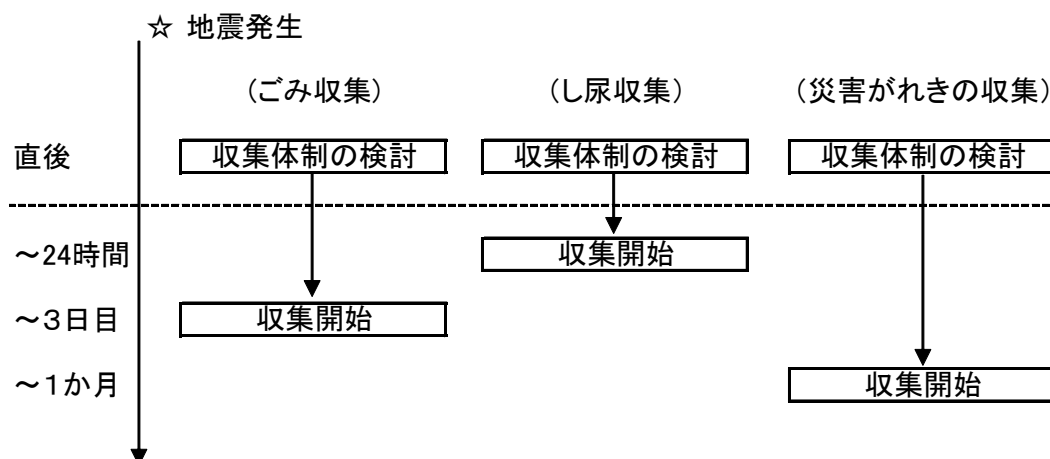 ☆ 地震発生
(ごみ収集) (し尿収集) (災害がれきの収集)
直後 収集体制の検討 収集体制の検討 収集体制の検討
～24時間 収集開始
～3日目 収集開始
～1か月 収集開始